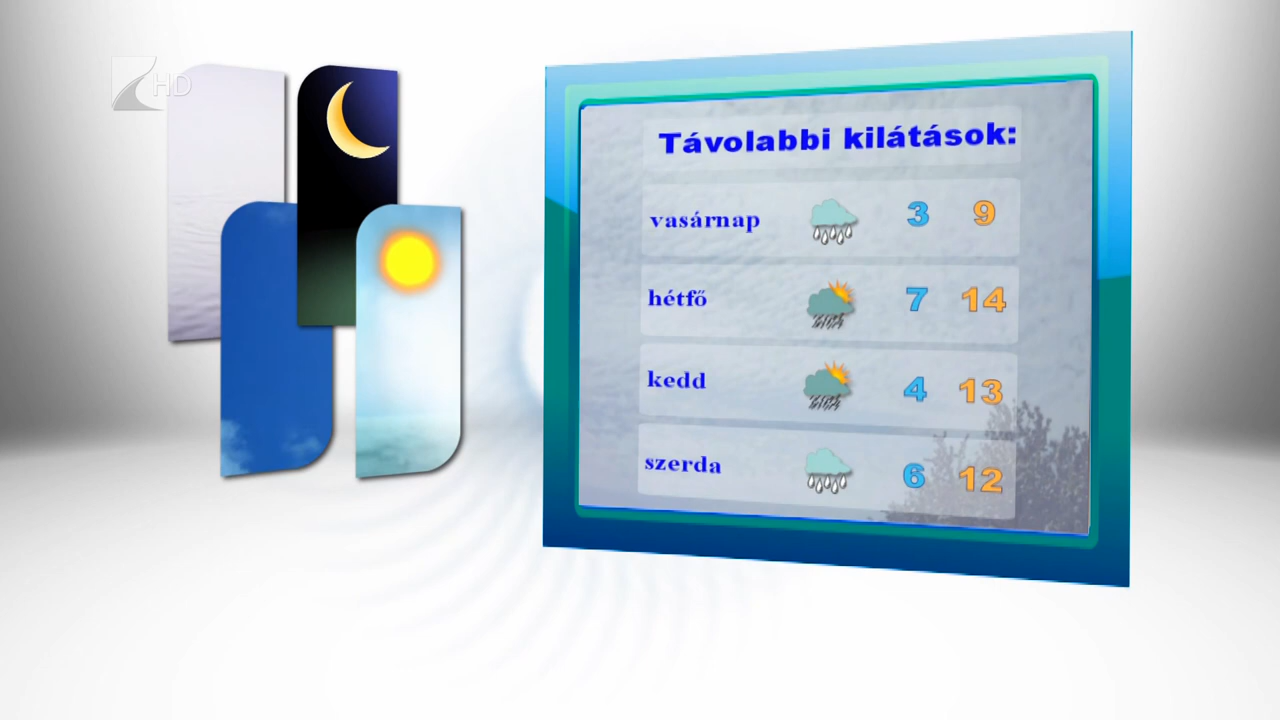 HD
Távolabbi kilátások:
vasárnap 3 9
hétfő 7 14
kedd 4 13
szerda 6 12